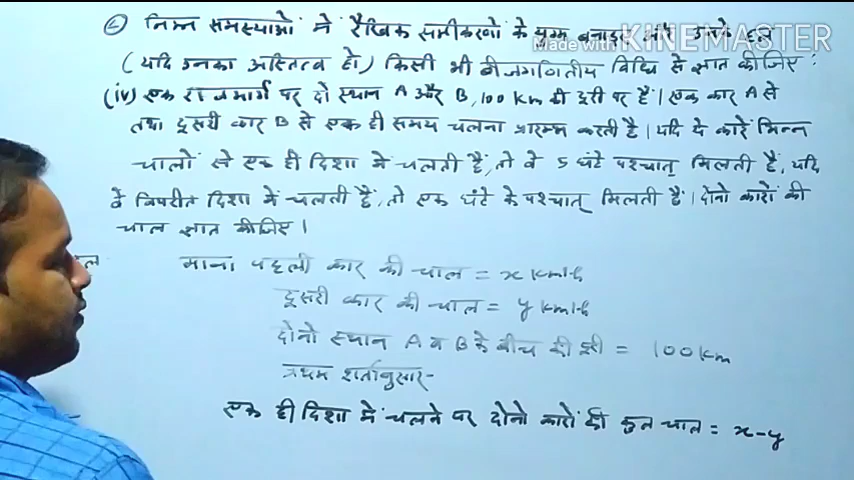 ② निम्न समस्याओं में रैखिक समीकरणों के युग्म बनाइए और उनके हल
Made with KINEMASTER
(यदि उनका अस्तित्व हो) किसी भी बीजगणितीय विधि से ज्ञात कीजिए:
(iv) एक राजमार्ग पर दो स्थान A और B, 100 km की दूरी पर हैं। एक कार A से
तथा दूसरी कार B से एक ही समय चलना प्रारम्भ करती है। यदि ये कारें भिन्न
चालों से एक ही दिशा में चलती हैं, तो वे 5 घंटे पश्चात् मिलती हैं, यदि
वे विपरीत दिशा में चलती हैं, तो एक घंटे के पश्चात् मिलती हैं। दोनो कारों की
चाल ज्ञात कीजिए।
माना पहली कार की चाल = x km/h
दूसरी कार की चाल = y km/h
दोनो स्थान A व B के बीच की दूरी = 100 km
प्रथम शर्तानुसार-
एक ही दिशा में चलने पर दोनो कारों की कुल चाल = x-y